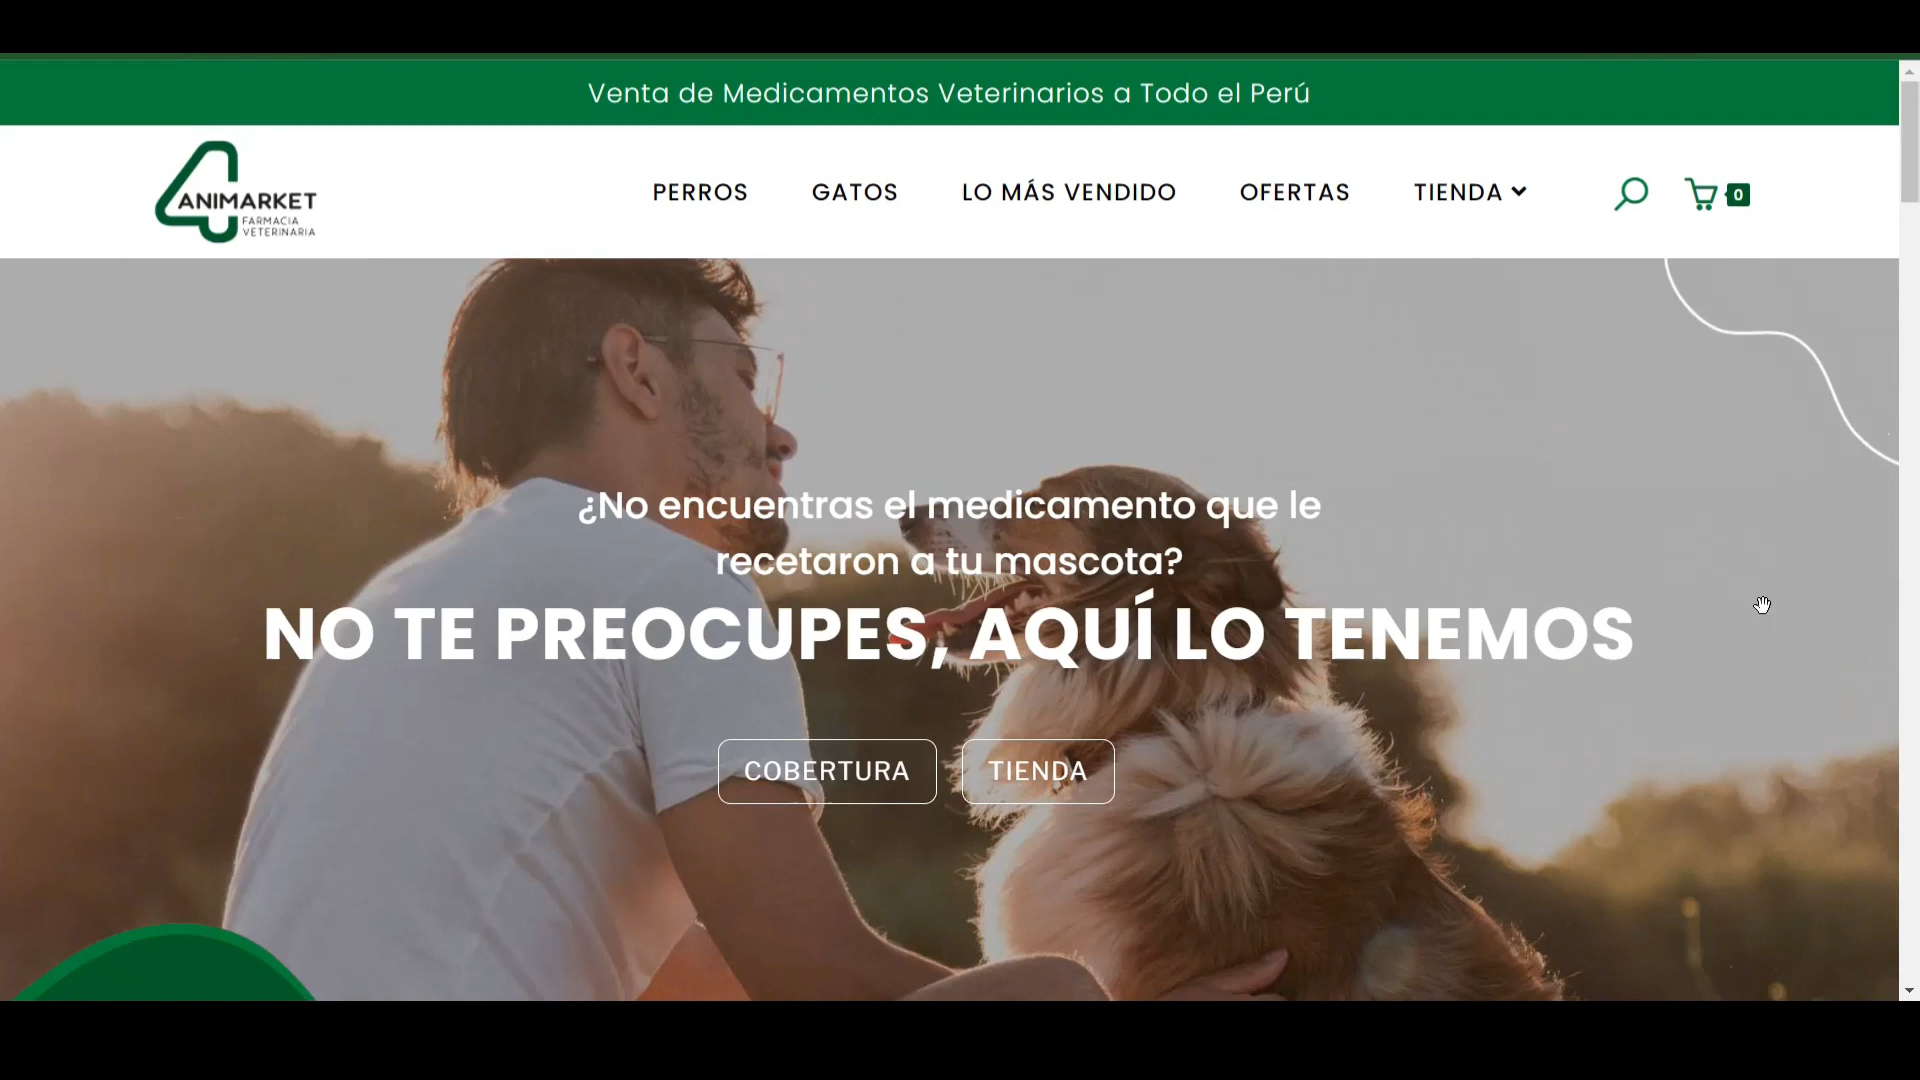 Venta de Medicamentos Veterinarios a Todo el Perú
ANIMARKET
FARMACIA
VETERINARIA
PERROS
GATOS
LO MÁS VENDIDO
OFERTAS
TIENDA
0
¿No encuentras el medicamento que le
recetaron a tu mascota?
NO TE PREOCUPES, AQUÍ LO TENEMOS
COBERTURA
TIENDA